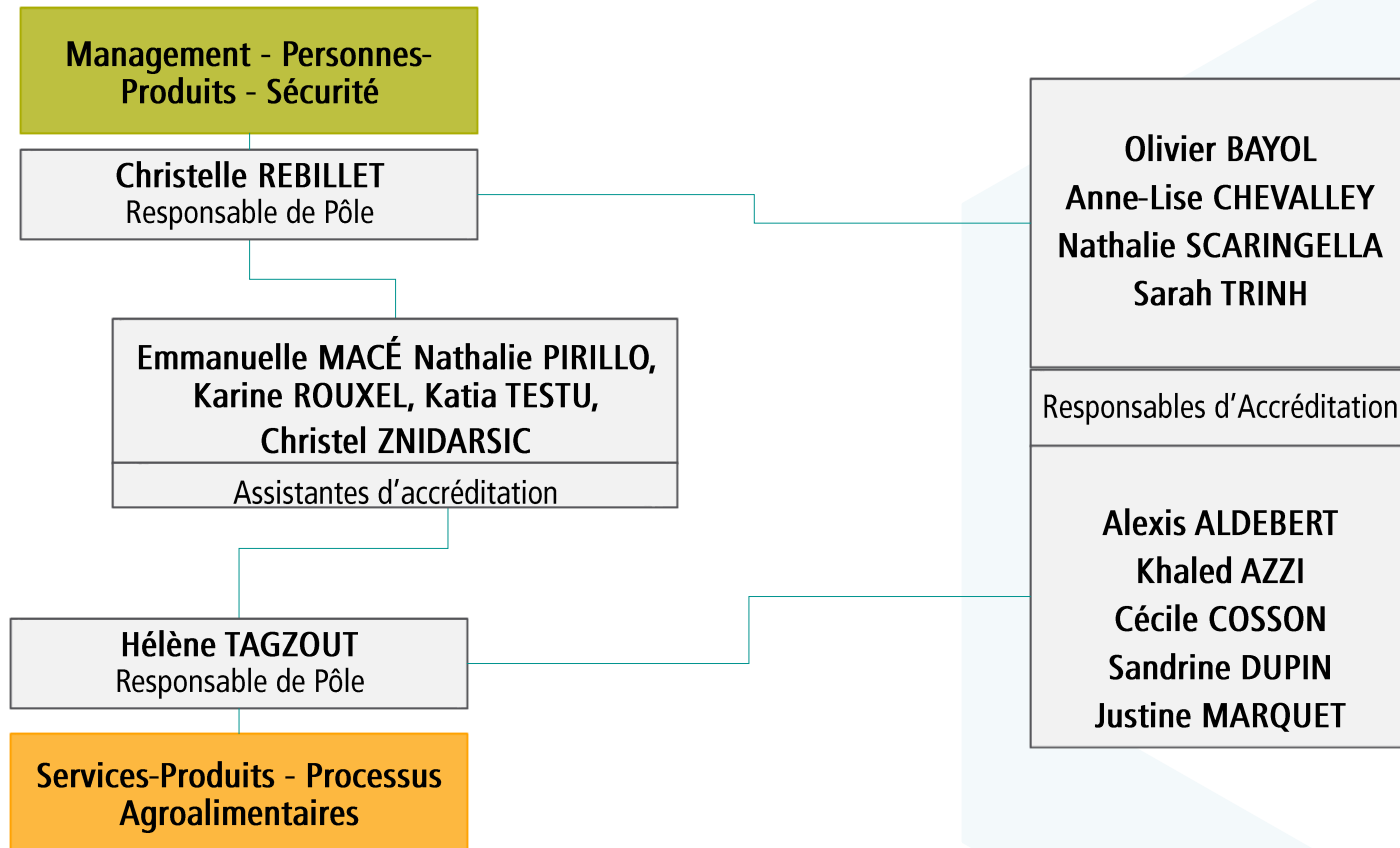 Management - Personnes-
Produits - Sécurité
Christelle REBILLET
Responsable de Pôle
Emmanuelle MACÉ Nathalie PIRILLO,
Karine ROUXEL, Katia TESTU,
Christel ZNIDARSIC
Assistantes d’accréditation
Hélène TAGZOUT
Responsable de Pôle
Services-Produits - Processus
Agroalimentaires
Olivier BAYOL
Anne-Lise CHEVALLEY
Nathalie SCARINGELLA
Sarah TRINH
Responsables d’Accréditation
Alexis ALDEBERT
Khaled AZZI
Cécile COSSON
Sandrine DUPIN
Justine MARQUET